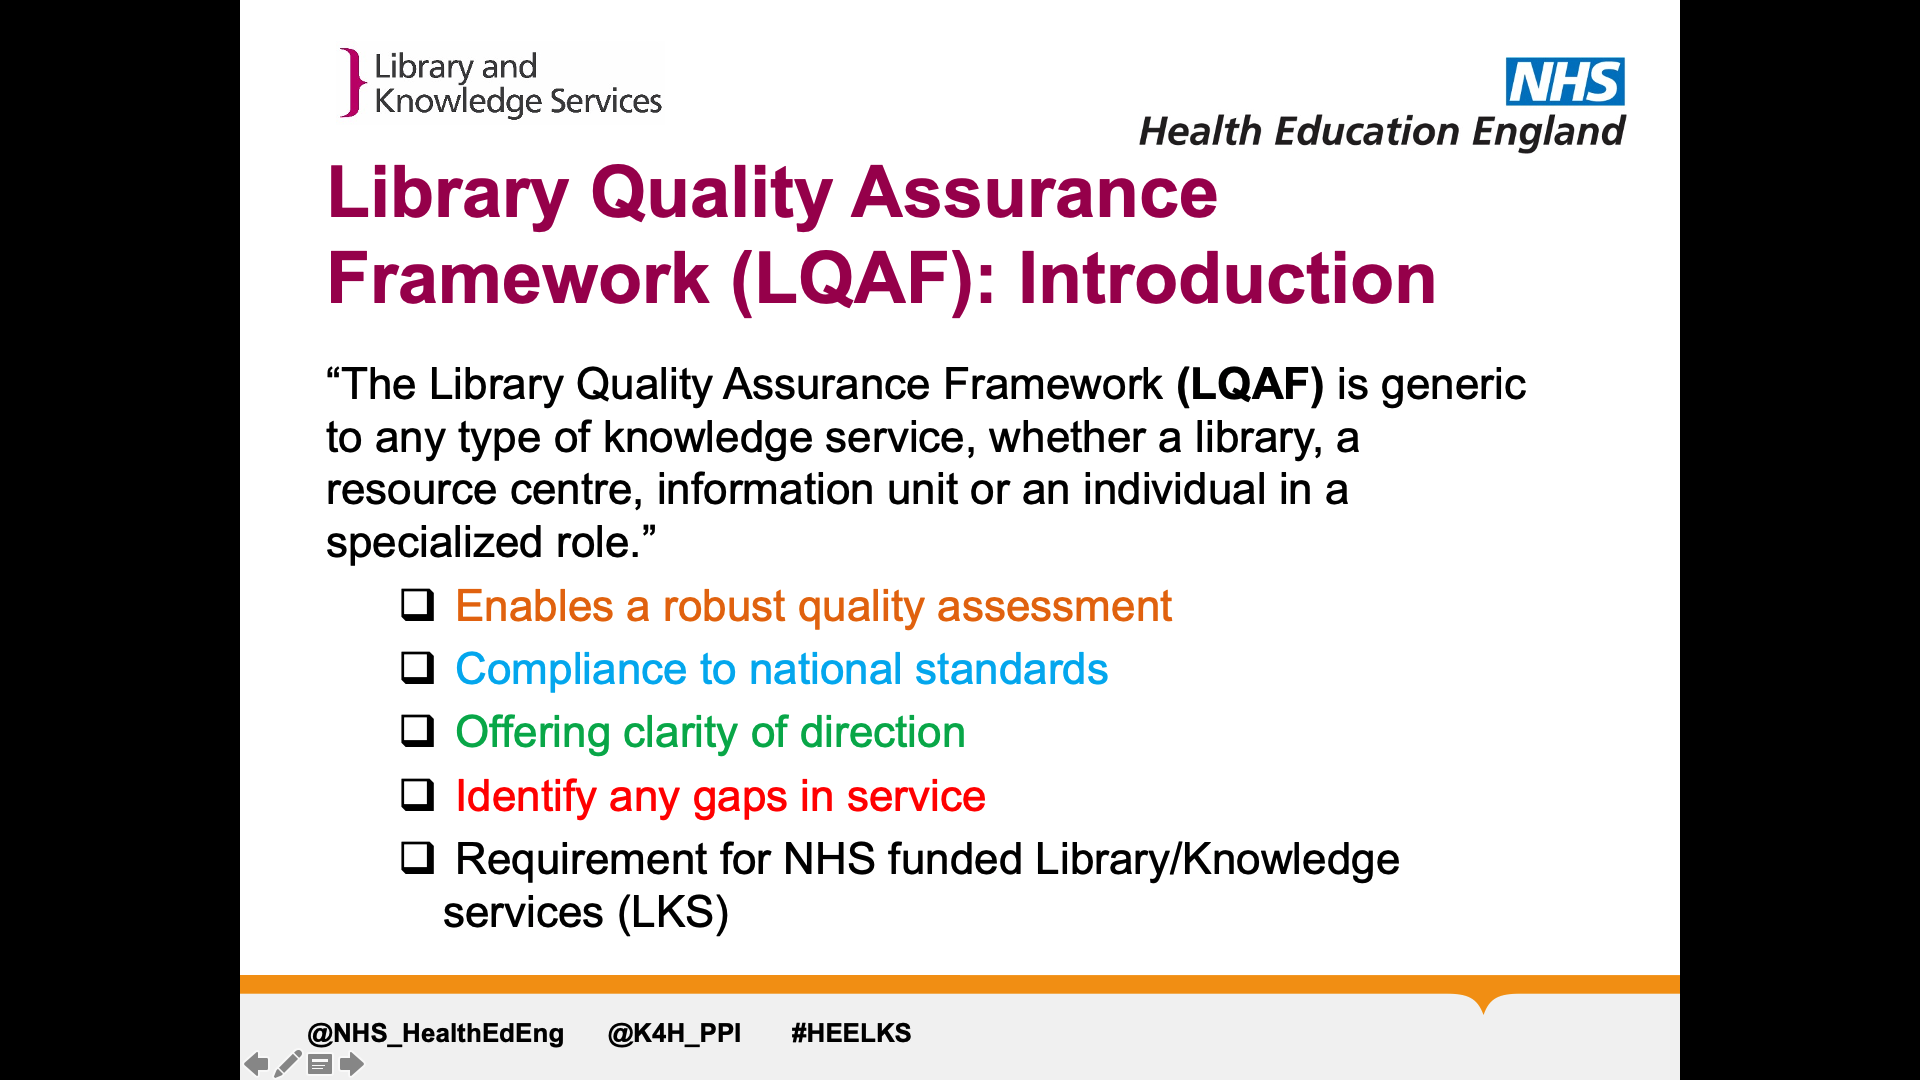 Library and
Knowledge Services
NHS
Health Education England
Library Quality Assurance
Framework (LQAF): Introduction
“The Library Quality Assurance Framework (LQAF) is generic
to any type of knowledge service, whether a library, a
resource centre, information unit or an individual in a
specialized role.”
❑ Enables a robust quality assessment
❑ Compliance to national standards
❑ Offering clarity of direction
❑ Identify any gaps in service
❑ Requirement for NHS funded Library/Knowledge
services (LKS)
@NHS_HealthEdEng @K4H_PPI #HEELKS